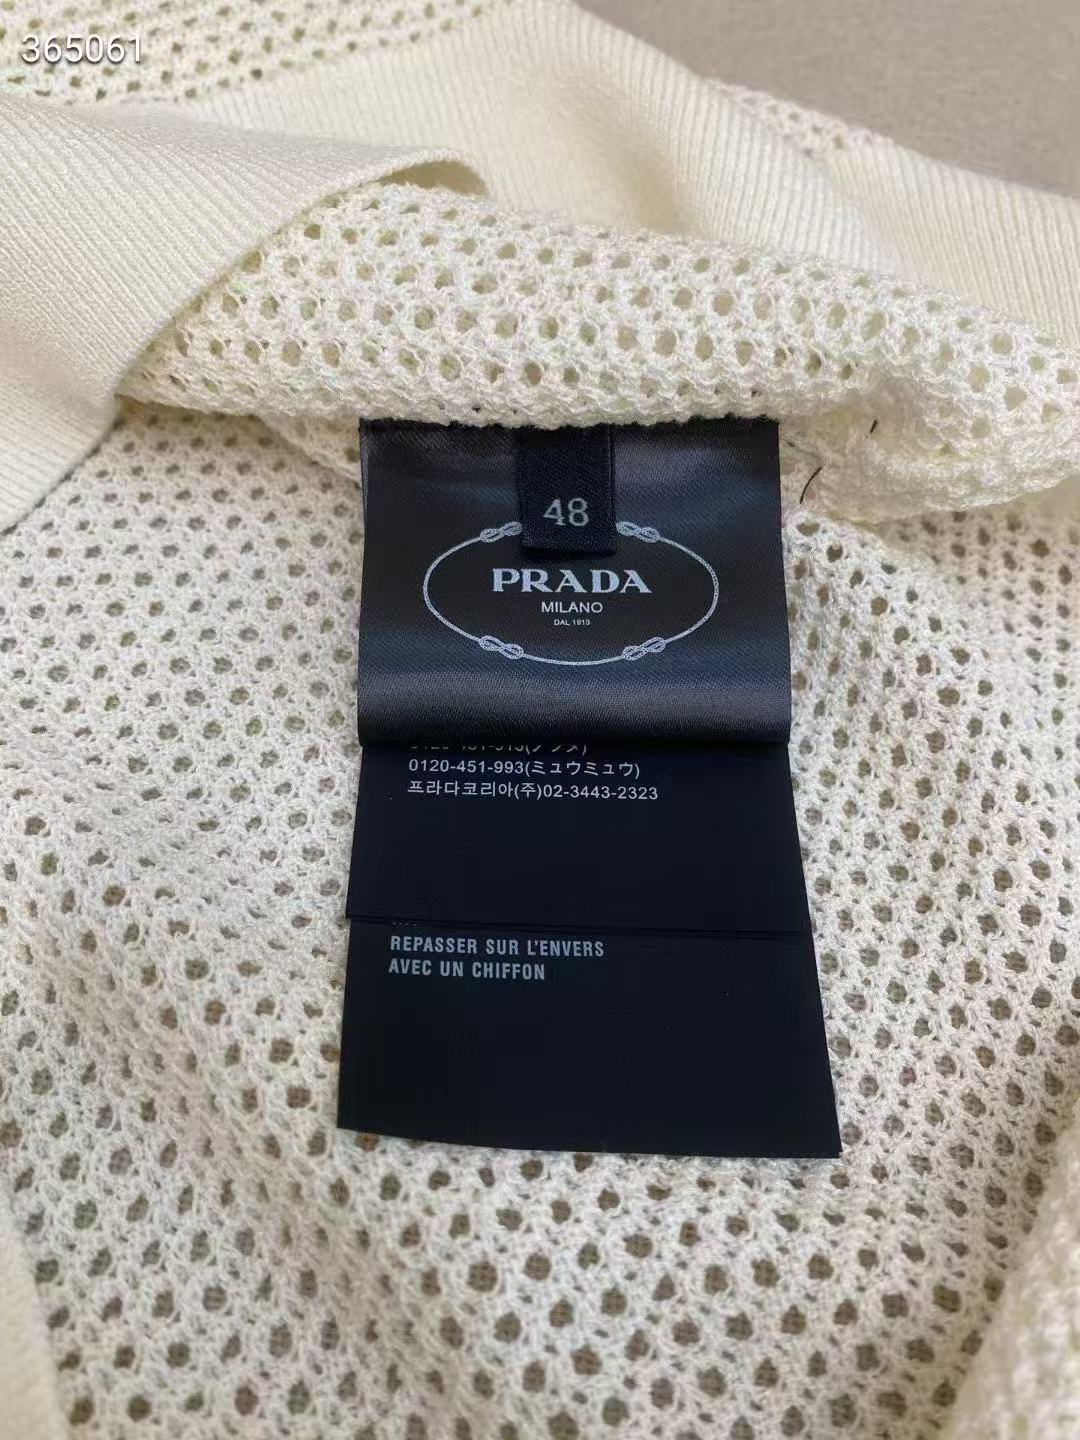 365061
48
PRADA
MILANO
DAL 1913
0120-451-993(ミュウミュウ)
프라다코리아(주)02-3443-2323
REPASSER SUR L'ENVERS
AVEC UN CHIFFON